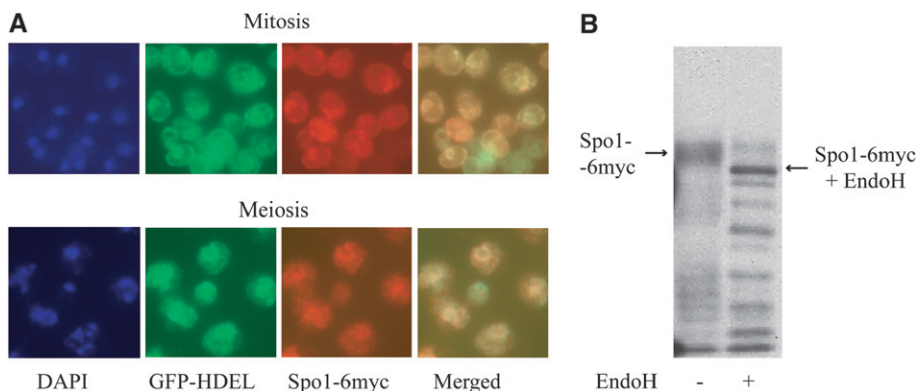 A
Mitosis
Meiosis
DAPI GFP-HDEL Spo1-6myc Merged
B
Spo1-
-6myc
Spo1-6myc
+ EndoH
EndoH - +